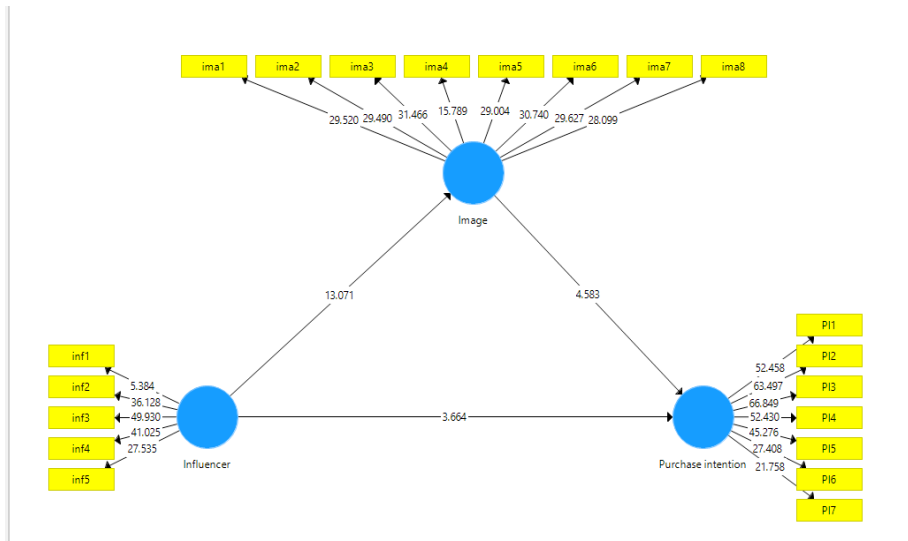 ima1 ima2 ima3 ima4 ima5 ima6 ima7 ima8
29.520 29.490 31.466 15.789 29.004 30.740 29.627 28.099
Image
13.071
4.583
PI1
inf1
PI2
52.458
5.384
63.497
inf2
PI3
36.128
66.849
inf3
49.930
3.664
52.430
PI4
41.025
45.276
inf4
27.535
27.408
PI5
Influencer
Purchase intention
21.758
inf5
PI6
PI7